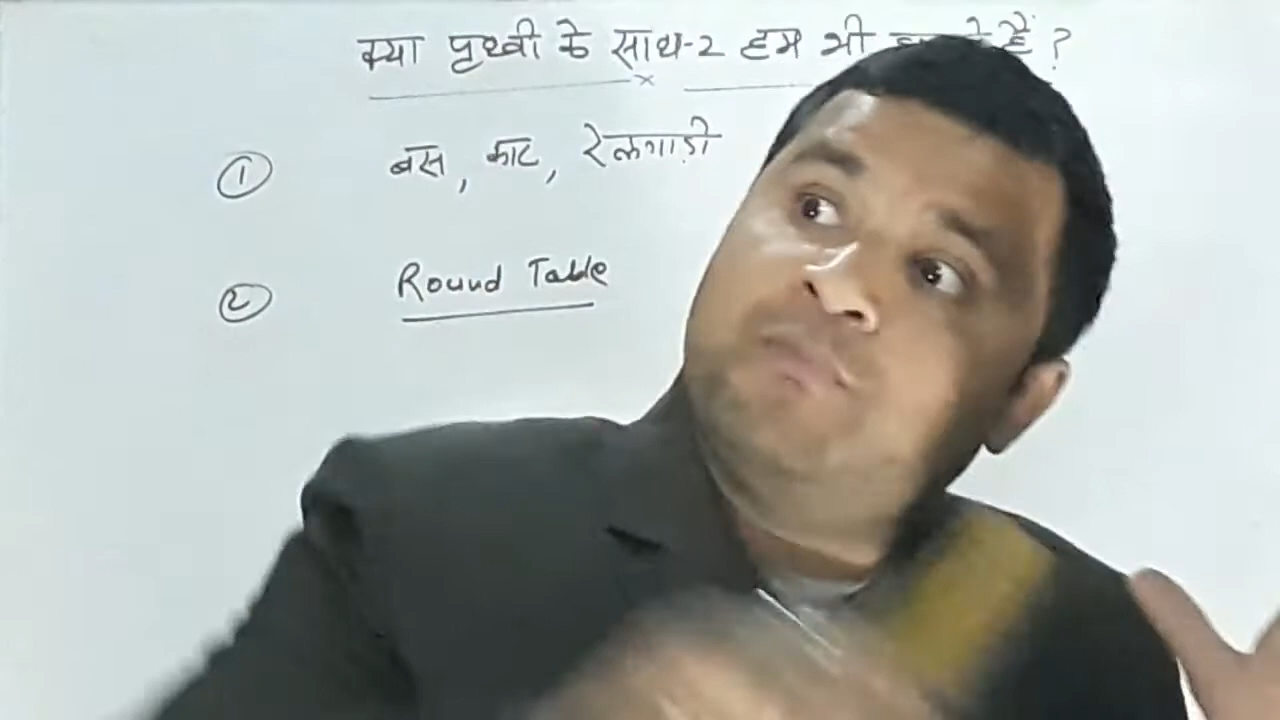 क्या पृथ्वी के साथ-2 हम भी हैं ?
① बस, कार, रेलगाड़ी
② Round Table